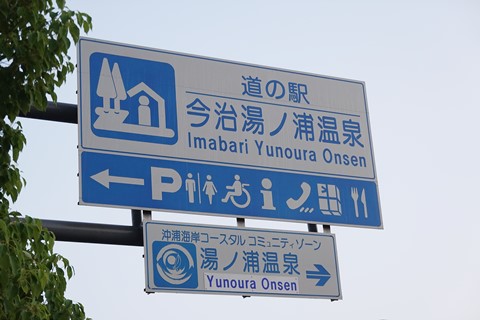 道の駅
今治湯ノ浦温泉
Imabari Yunoura Onsen
P
沖浦海岸コースタル コミュニティゾーン
湯ノ浦温泉
Yunoura Onsen